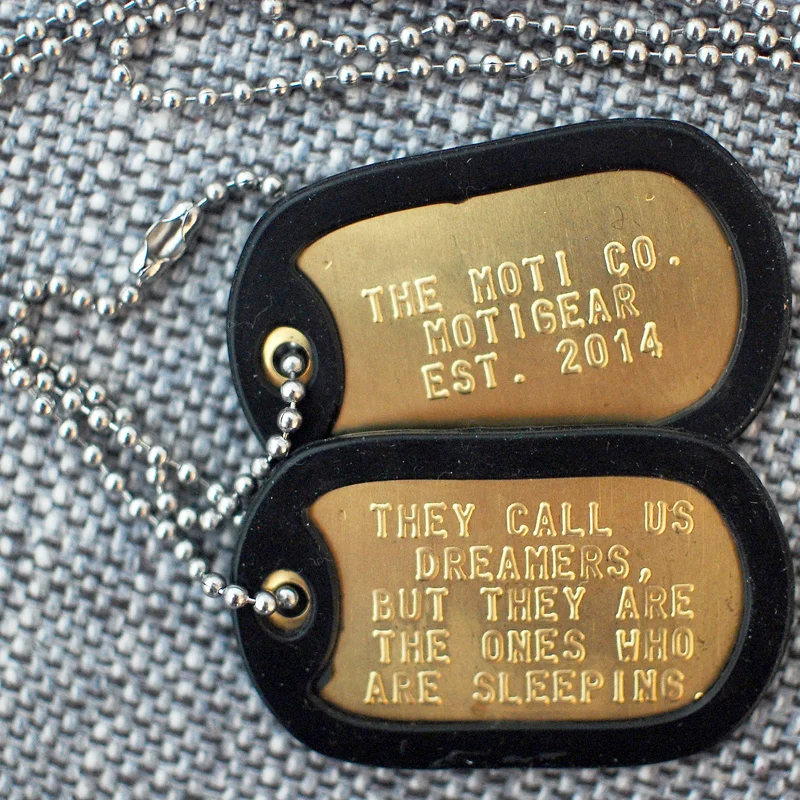 THE MOTI CO.
MOTIGEAR
EST. 2014
THEY CALL US
DREAMERS,
BUT THEY ARE
THE ONES WHO
ARE SLEEPING.